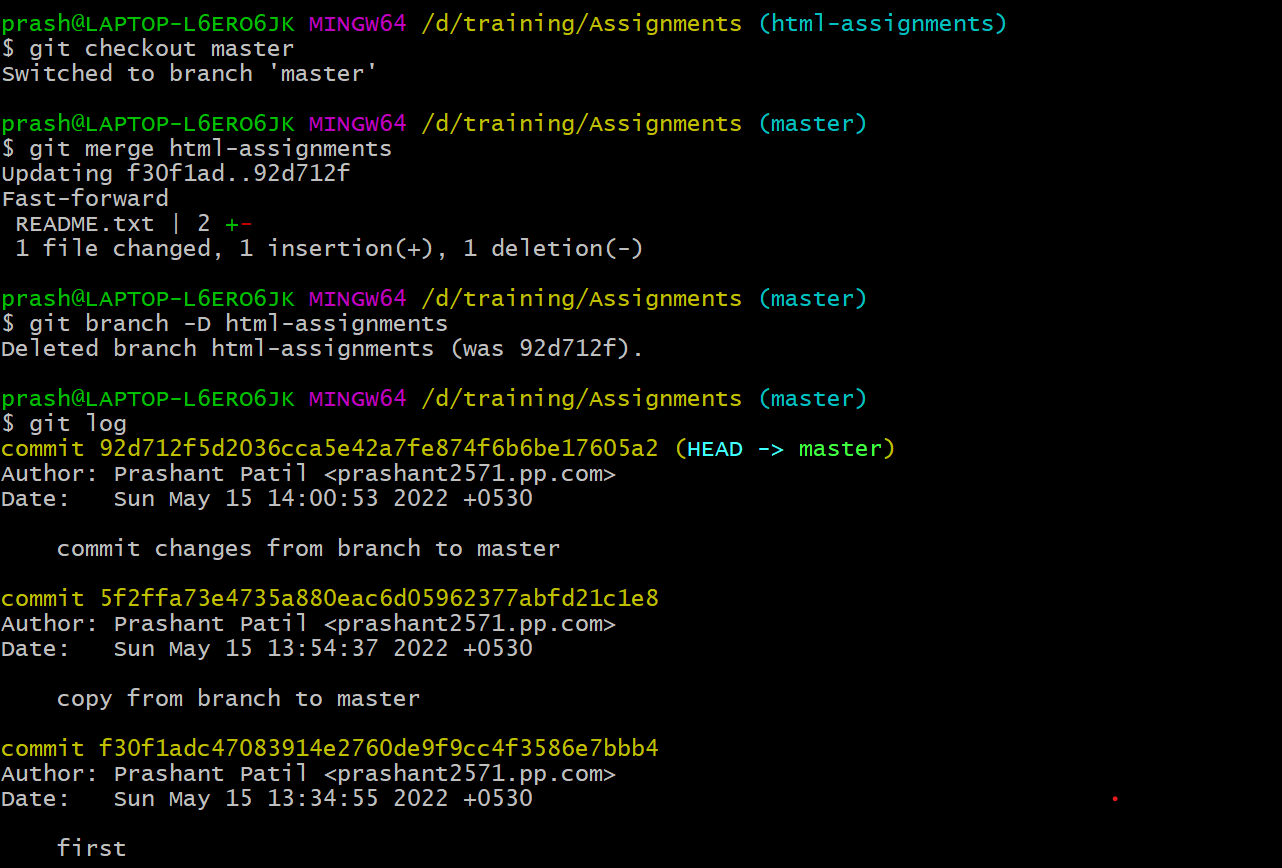 prash@LAPTOP-L6ERO6JK MINGW64 /d/training/Assignments (html-assignments)
$ git checkout master
Switched to branch 'master'
prash@LAPTOP-L6ERO6JK MINGW64 /d/training/Assignments (master)
$ git merge html-assignments
Updating f30f1ad..92d712f
Fast-forward
 README.txt | 2 +-
 1 file changed, 1 insertion(+), 1 deletion(-)
prash@LAPTOP-L6ERO6JK MINGW64 /d/training/Assignments (master)
$ git branch -D html-assignments
Deleted branch html-assignments (was 92d712f).
prash@LAPTOP-L6ERO6JK MINGW64 /d/training/Assignments (master)
$ git log
commit 92d712f5d2036cca5e42a7fe874f6b6be17605a2 (HEAD -> master)
Author: Prashant Patil <prashant2571.pp.com>
Date:   Sun May 15 14:00:53 2022 +0530
    commit changes from branch to master
commit 5f2ffa73e4735a880eac6d05962377abfd21c1e8
Author: Prashant Patil <prashant2571.pp.com>
Date:   Sun May 15 13:54:37 2022 +0530
    copy from branch to master
commit f30f1adc47083914e2760de9f9cc4f3586e7bbb4
Author: Prashant Patil <prashant2571.pp.com>
Date:   Sun May 15 13:34:55 2022 +0530
    first